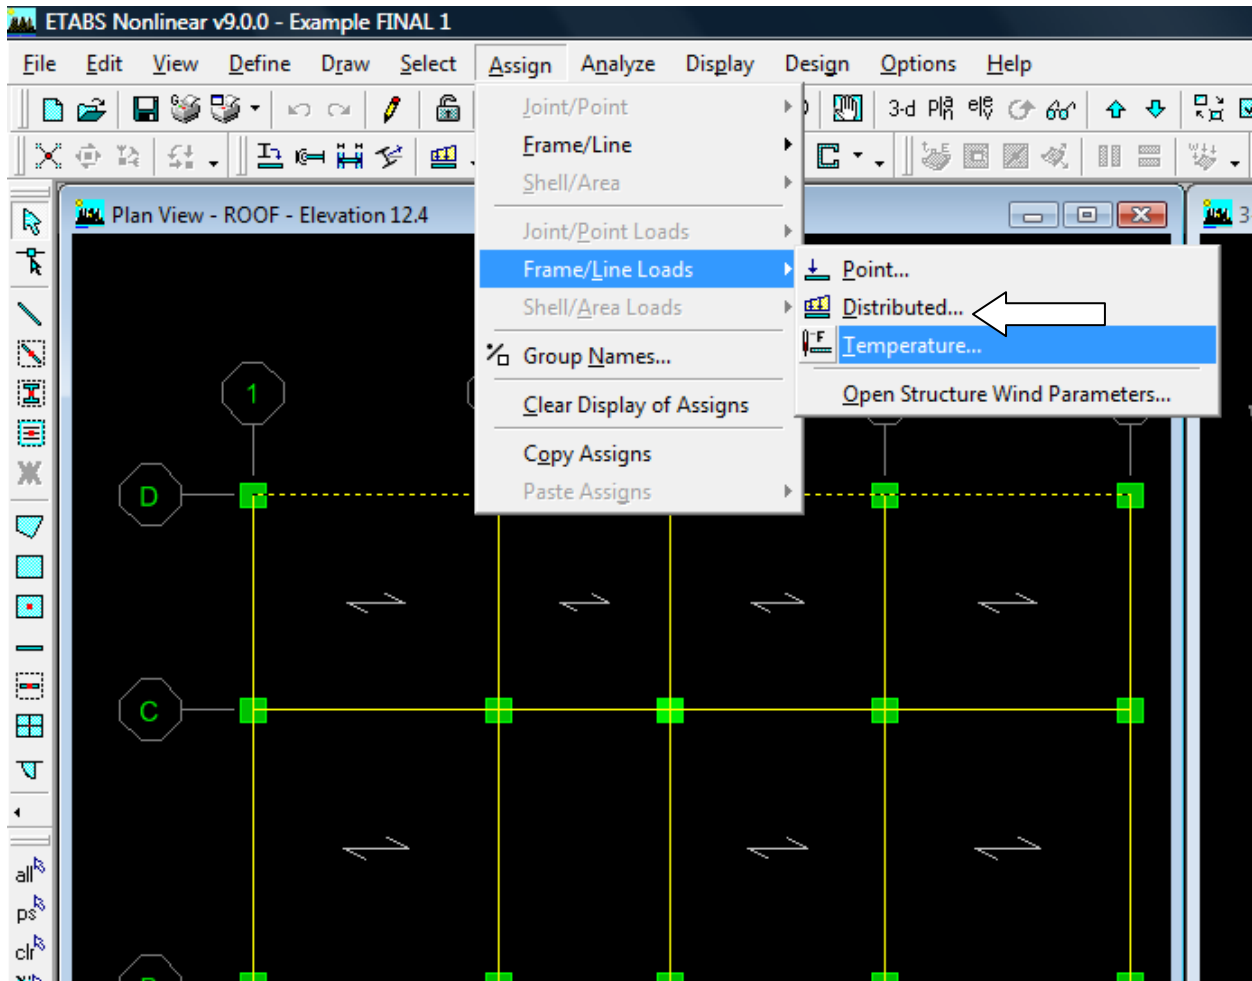 ETABS Nonlinear v9.0.0 - Example FINAL 1
File Edit View Define Draw Select Assign Analyze Display Design Options Help
3-d
Plan View - ROOF - Elevation 12.4
3
Joint/Point
Frame/Line
Shell/Area
Joint/Point Loads
Frame/Line Loads
Shell/Area Loads
Group Names...
Clear Display of Assigns
Copy Assigns
Paste Assigns
Point...
Distributed...
Temperature...
Open Structure Wind Parameters...
1
D
C
all
ps
clr